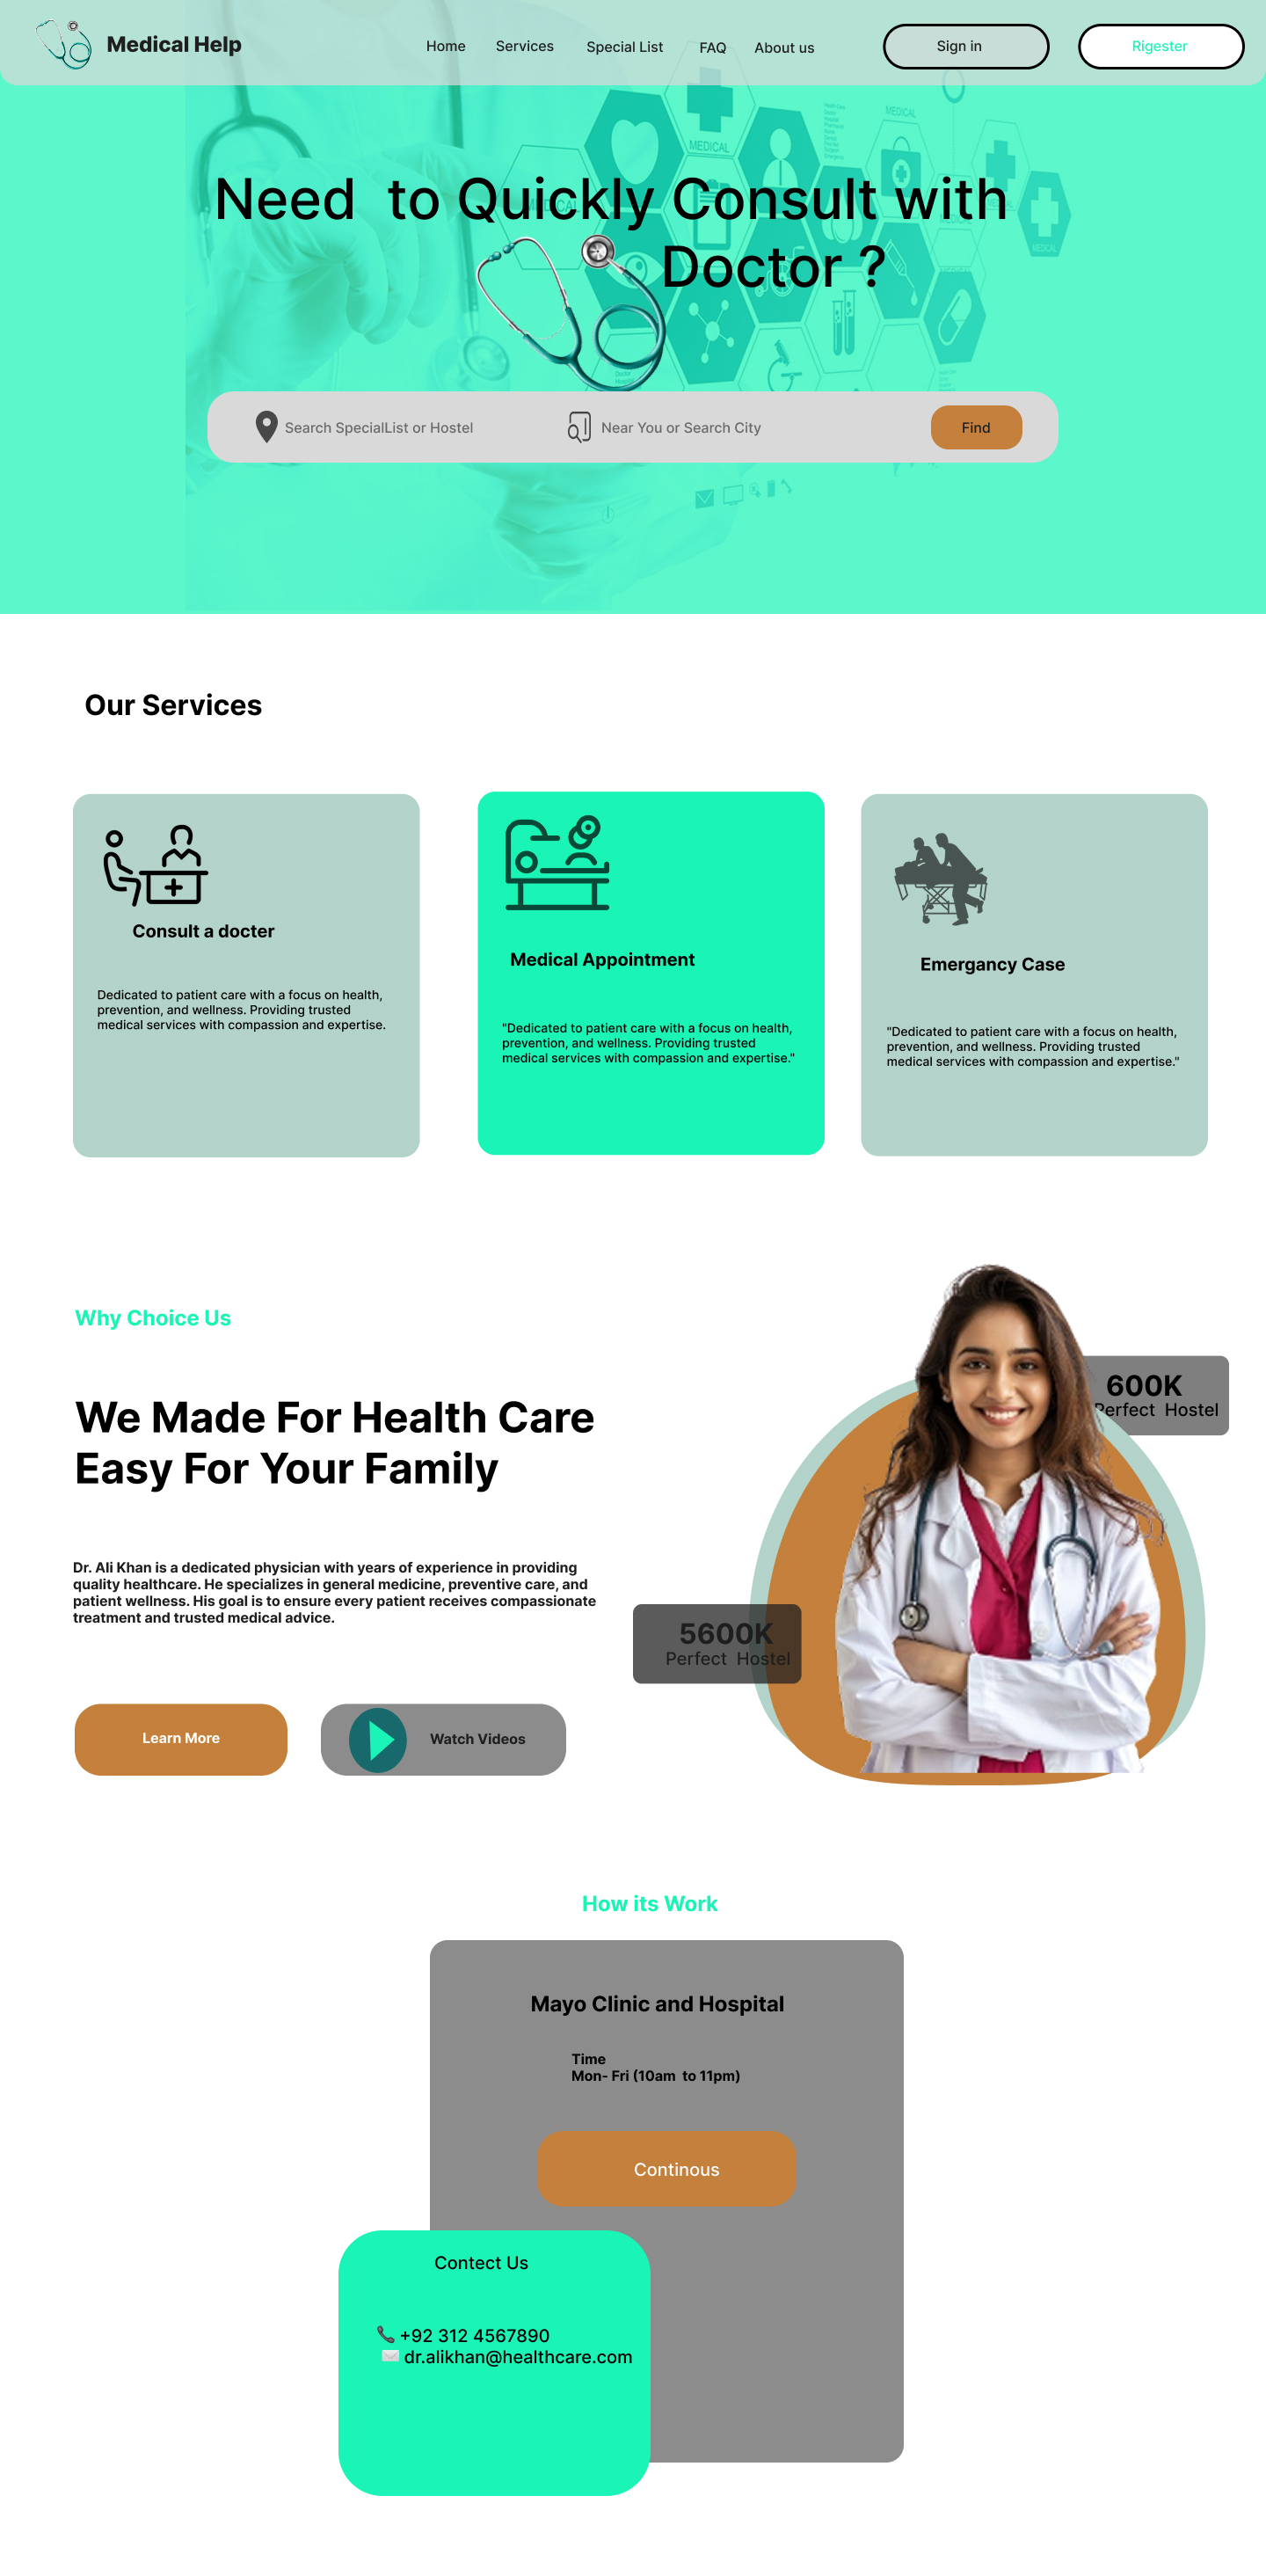 Medical Help
Home Services Special List FAQ About us
Sign in
Rigester
MEDICAL
MEDICAL
MEDICAL
MEDICAL
Need to Quickly Consult with
Doctor ?
Search SpecialList or Hostel
Near You or Search City
Find
Our Services
Consult a docter
Dedicated to patient care with a focus on health,
prevention, and wellness. Providing trusted
medical services with compassion and expertise.
Medical Appointment
"Dedicated to patient care with a focus on health,
prevention, and wellness. Providing trusted
medical services with compassion and expertise."
Emergancy Case
"Dedicated to patient care with a focus on health,
prevention, and wellness. Providing trusted
medical services with compassion and expertise."
Why Choice Us
We Made For Health Care
Easy For Your Family
Dr. Ali Khan is a dedicated physician with years of experience in providing
quality healthcare. He specializes in general medicine, preventive care, and
patient wellness. His goal is to ensure every patient receives compassionate
treatment and trusted medical advice.
Learn More
Watch Videos
600K
Perfect Hostel
5600K
Perfect Hostel
How its Work
Mayo Clinic and Hospital
Time
Mon- Fri (10am to 11pm)
Continous
Contect Us
+92 312 4567890
dr.alikhan@healthcare.com